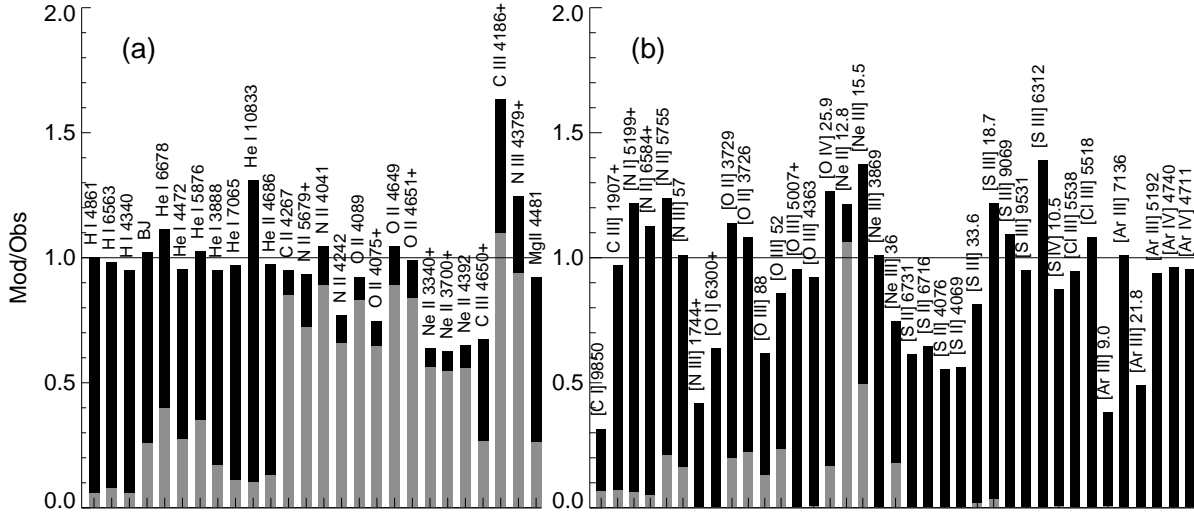 Mod/Obs
2.0
1.5
1.0
0.5
0.0
(a)
H I 4861
H I 6563
H I 4340
BJ
He I 6678
He I 4472
He I 5876
He I 3888
He I 7065
He I 10833
He II 4686
C II 4267
N II 5679+
N II 4041
N II 4242
O II 4089
O II 4075+
O II 4649
O II 4651+
Ne II 3340+
Ne II 3700+
Ne II 4392
C III 4650+
C III 4186+
N III 4379+
MgII 4481
2.0
1.5
1.0
0.5
0.0
(b)
[C I] 9850
C III] 1907+
[N I] 5199+
[N II] 6584+
[N II] 5755
[N III] 57
[N III] 1744+
[O I] 6300+
[O II] 3729
[O II] 3726
[O III] 88
[O III] 52
[O III] 5007+
[O III] 4363
[O IV] 25.9
[Ne II] 12.8
[Ne III] 15.5
[Ne III] 3869
[Ne III] 36
[S II] 6731
[S II] 6716
[S II] 4076
[S II] 4069
[S III] 33.6
[S III] 18.7
[S III] 9069
[S III] 9531
[S III] 6312
[S IV] 10.5
[Cl III] 5538
[Cl III] 5518
[Ar III] 9.0
[Ar III] 7136
[Ar III] 21.8
[Ar III] 5192
[Ar IV] 4740
[Ar IV] 4711